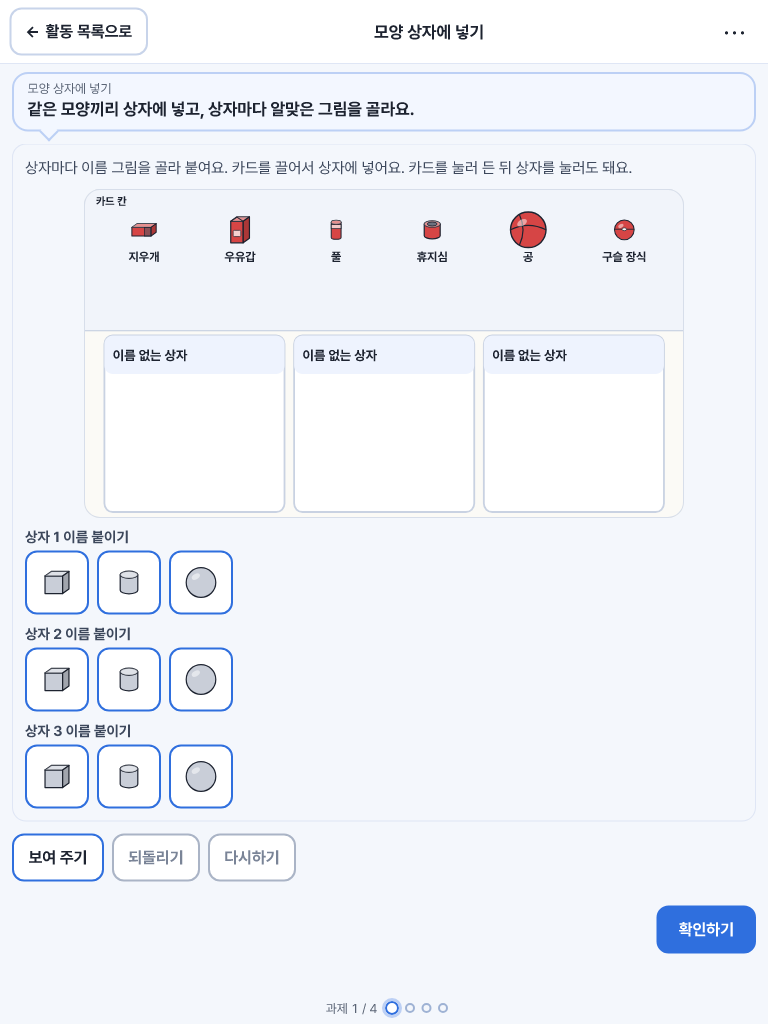 ← 활동 목록으로
모양 상자에 넣기
모양 상자에 넣기
같은 모양끼리 상자에 넣고, 상자마다 알맞은 그림을 골라요.
상자마다 이름 그림을 골라 붙여요. 카드를 끌어서 상자에 넣어요. 카드를 눌러 든 뒤 상자를 눌러도 돼요.
카드 칸
지우개 우유갑 풀 휴지심 공 구슬 장식
이름 없는 상자 이름 없는 상자 이름 없는 상자
상자 1 이름 붙이기
상자 2 이름 붙이기
상자 3 이름 붙이기
보여 주기 되돌리기 다시하기
확인하기
과제 1 / 4